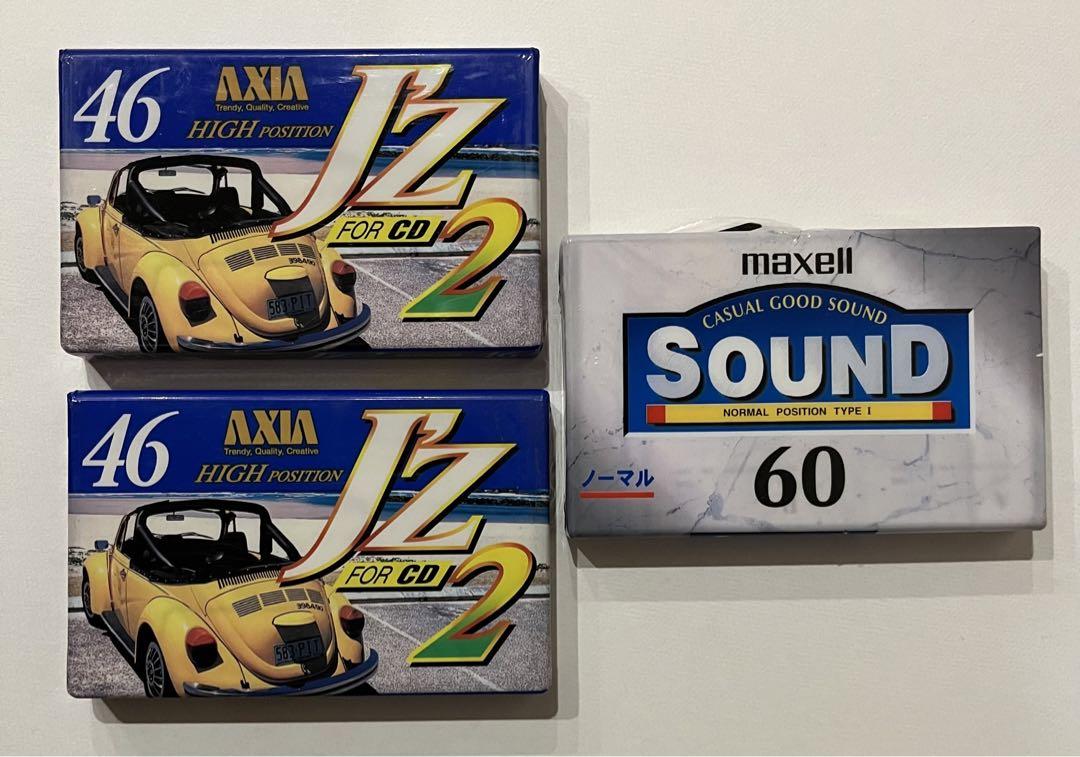 46
AXIA
Trendy, Quality, Creative
HIGH POSITION
J'Z
FOR CD
2
583 PIT
46
AXIA
Trendy, Quality, Creative
HIGH POSITION
J'Z
FOR CD
2
583 PIT
maxell
CASUAL GOOD SOUND
SOUND
NORMAL POSITION TYPE I
ノーマル
60